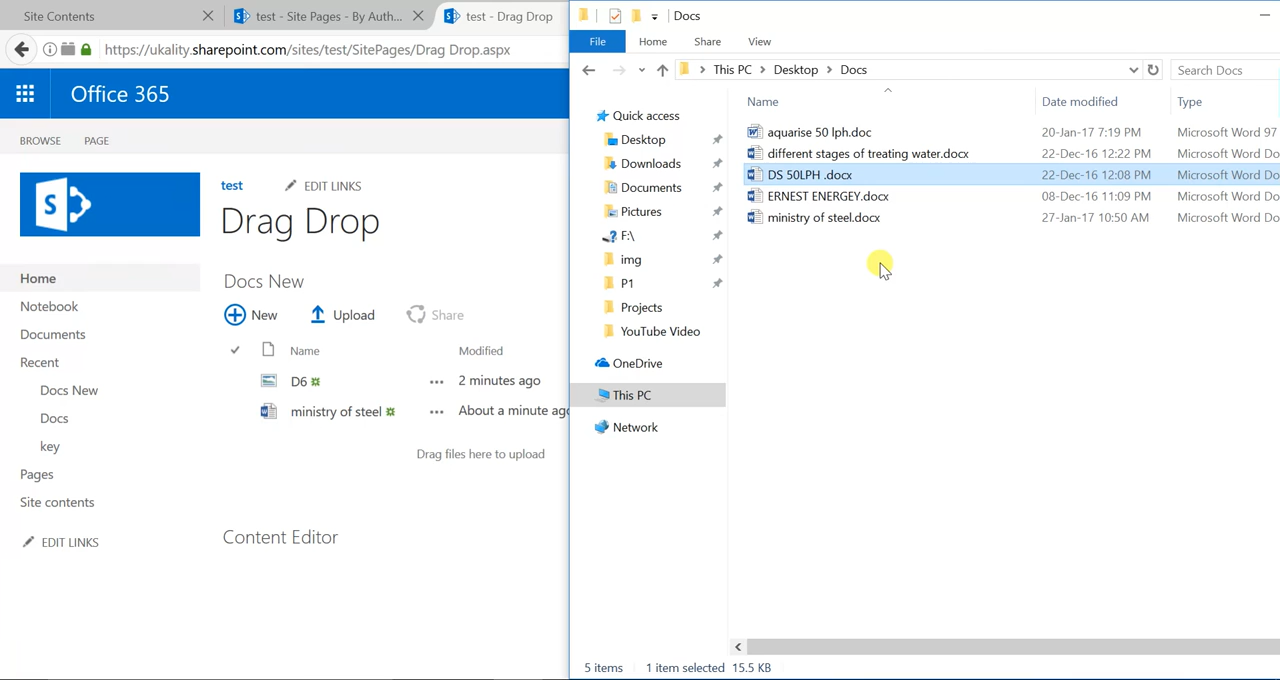 Site Contents
test - Site Pages - By Auth...
test - Drag Drop
https://ukality.sharepoint.com/sites/test/SitePages/Drag Drop.aspx
Office 365
BROWSE PAGE
test EDIT LINKS
Drag Drop
Home
Notebook
Documents
Recent
Docs New
Docs
key
Pages
Site contents
EDIT LINKS
Docs New
New Upload Share
Name Modified
D6 ... 2 minutes ago
ministry of steel ... About a minute ago
Drag files here to upload
Content Editor
Docs
File Home Share View
This PC > Desktop > Docs
Search Docs
Quick access
Desktop
Downloads
Documents
Pictures
F:\
img
P1
Projects
YouTube Video
OneDrive
This PC
Network
Name Date modified Type
aquarise 50 lph.doc 20-Jan-17 7:19 PM Microsoft Word 97
different stages of treating water.docx 22-Dec-16 12:22 PM Microsoft Word Do
DS 50LPH .docx 22-Dec-16 12:08 PM Microsoft Word Do
ERNEST ENERGEY.docx 08-Dec-16 11:09 PM Microsoft Word Do
ministry of steel.docx 27-Jan-17 10:50 AM Microsoft Word Do
5 items 1 item selected 15.5 KB